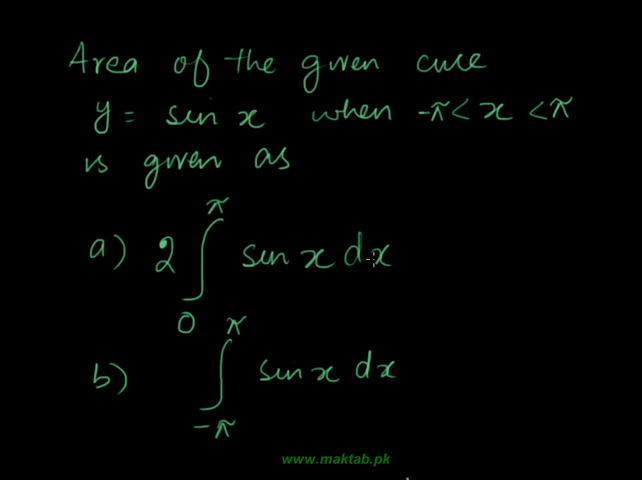 Area of the given cure
y = sin x when -π < x < π
is given as
a) 2 ∫₀^π sin x dx
b) ∫₋π^π sin x dx
www.maktab.pk